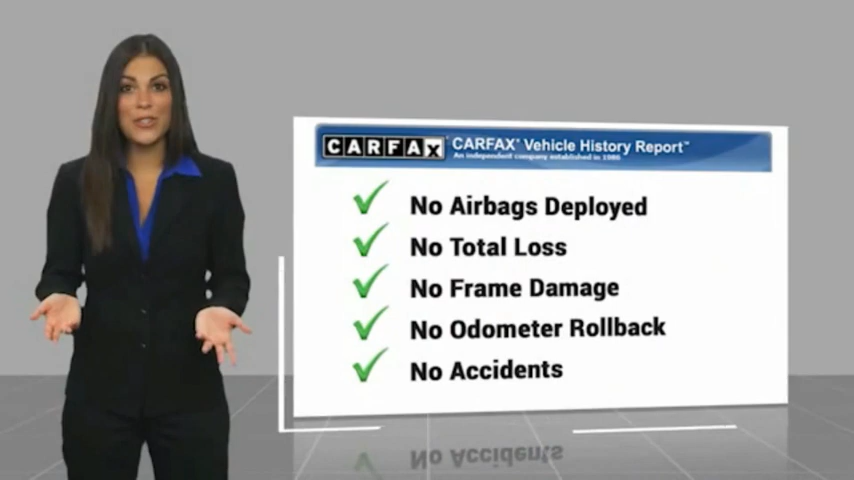 CARFAX CARFAX® Vehicle History Report™
An independent company established in 1986
No Airbags Deployed
No Total Loss
No Frame Damage
No Odometer Rollback
No Accidents
No Accidents